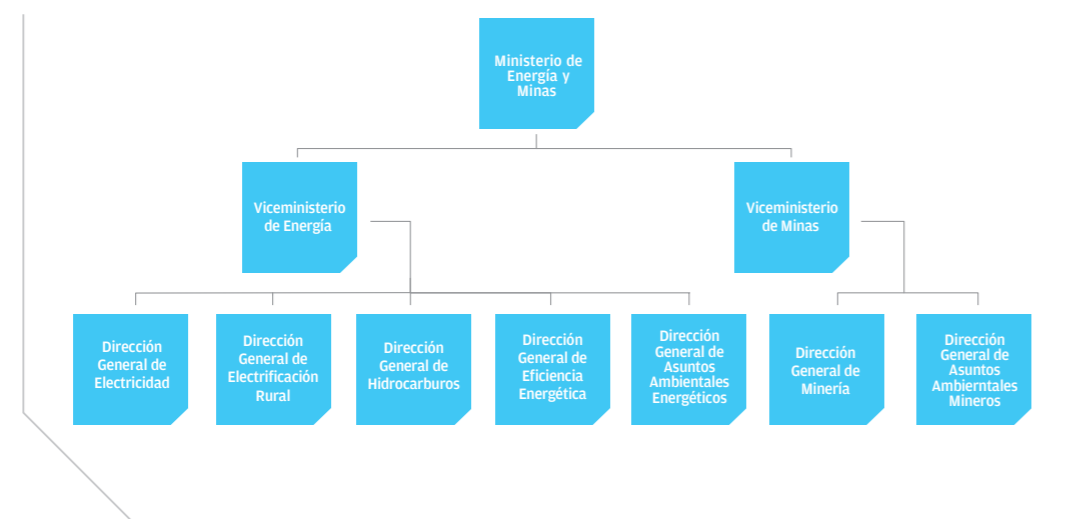 Ministerio de
Energía y
Minas
Viceministerio
de Energía
Viceministerio
de Minas
Dirección
General de
Electricidad
Dirección
General de
Electrificación
Rural
Dirección
General de
Hidrocarburos
Dirección
General de
Eficiencia
Energética
Dirección
General de
Asuntos
Ambientales
Energéticos
Dirección
General de
Minería
Dirección
General de
Asuntos
Ambierntales
Mineros